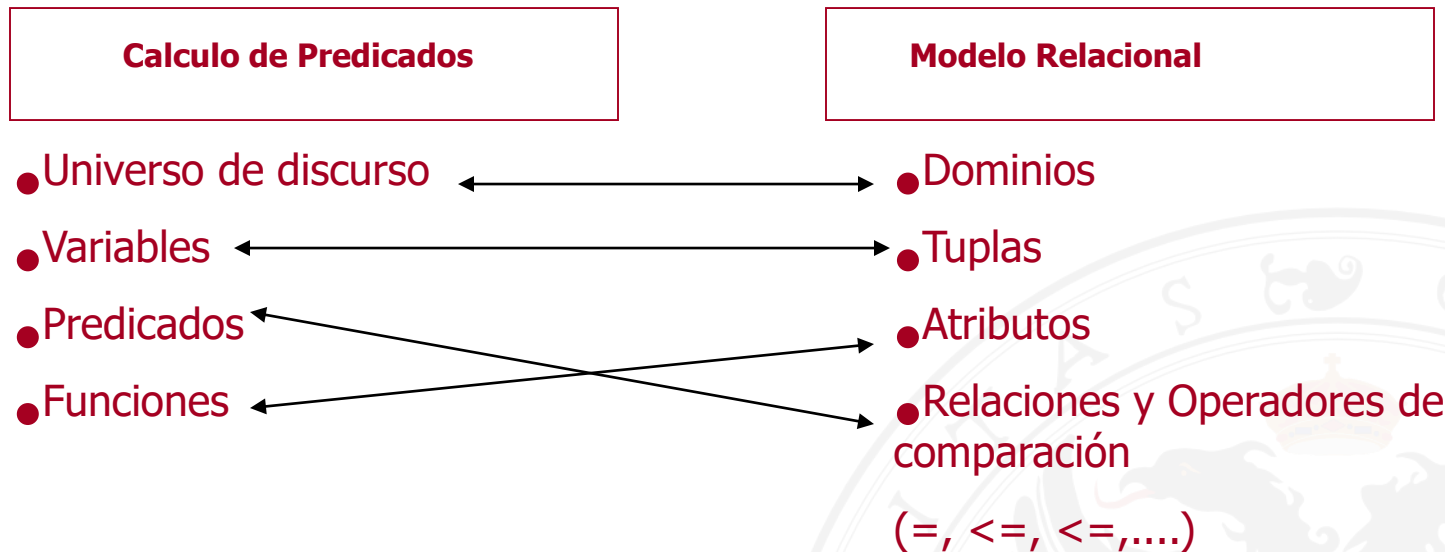 Calculo de Predicados
Modelo Relacional
●Universo de discurso
●Dominios
●Variables
●Tuplas
●Predicados
●Atributos
●Funciones
●Relaciones y Operadores de
comparación
(=, <=, <=,....)